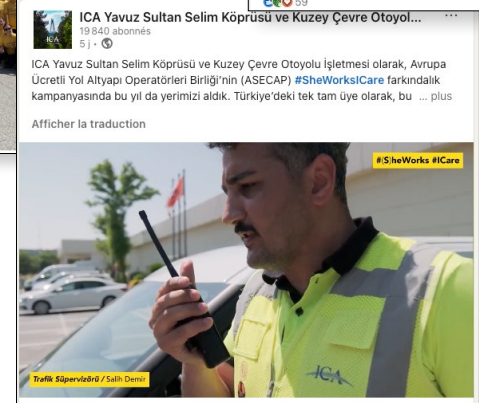 59
ICA Yavuz Sultan Selim Köprüsü ve Kuzey Çevre Otoyol...
19 840 abonnés
5 j •
ICA Yavuz Sultan Selim Köprüsü ve Kuzey Çevre Otoyolu İşletmesi olarak, Avrupa
Ücretli Yol Altyapı Operatörleri Birliği'nin (ASECAP) #SheWorksICare farkındalık
kampanyasında bu yıl da yerimizi aldık. Türkiye'deki tek tam üye olarak, bu ... plus
Afficher la traduction
#(S)heWorks #ICare
ICA
Trafik Süpervizörü / Salih Demir